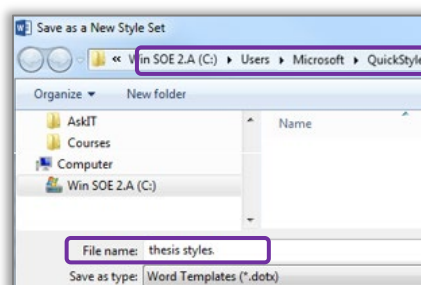 Save as a New Style Set
« Win SOE 2.A (C:) ▸ Users ▸ Microsoft ▸ QuickStyle
Organize ▾ New folder
AskIT
Name
Courses
Computer
Win SOE 2.A (C:)
File name: thesis styles.
Save as type: Word Templates (*.dotx)